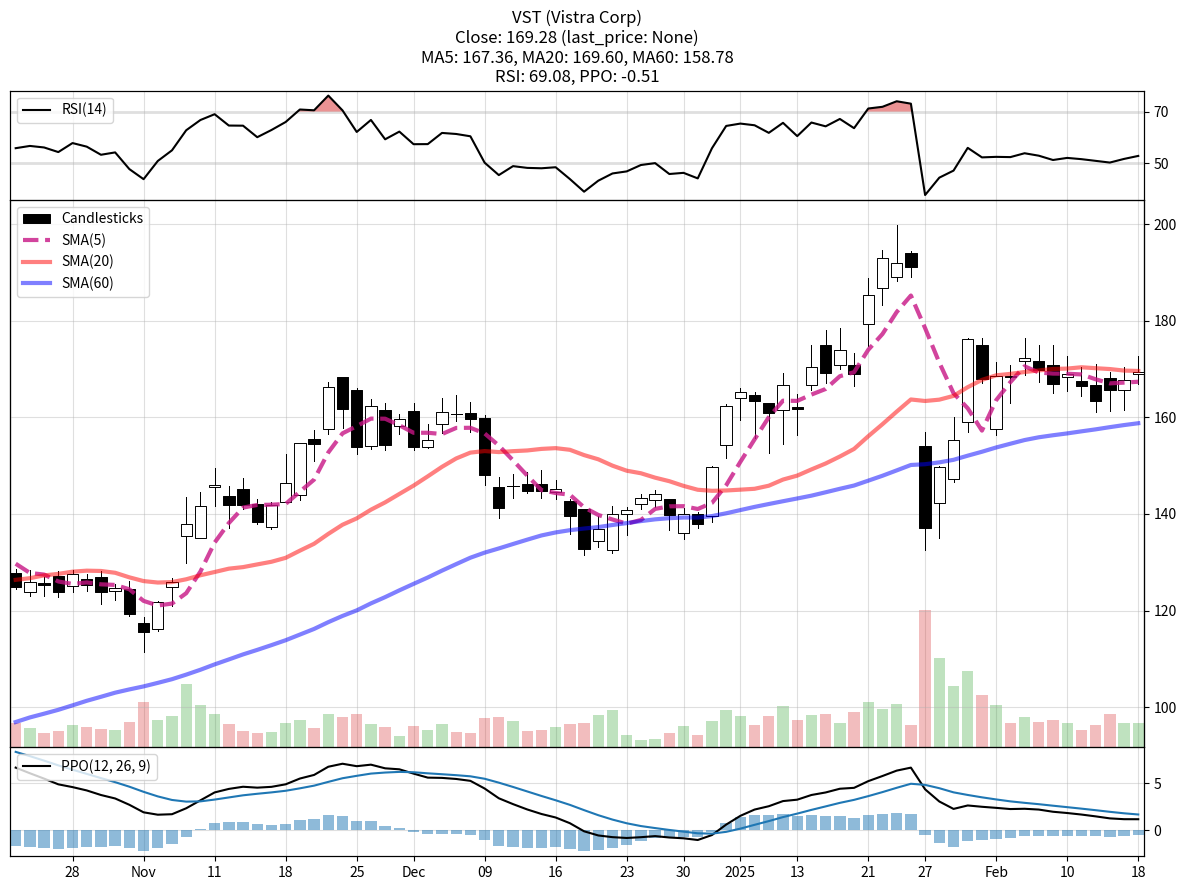 VST (Vistra Corp)
Close: 169.28 (last_price: None)
MA5: 167.36, MA20: 169.60, MA60: 158.78
RSI: 69.08, PPO: -0.51
RSI(14)
70
50
Candlesticks
SMA(5)
SMA(20)
SMA(60)
200
180
160
140
120
100
PPO(12, 26, 9)
5
0
28 Nov 11 18 25 Dec 09 16 23 30 2025 13 21 27 Feb 10 18